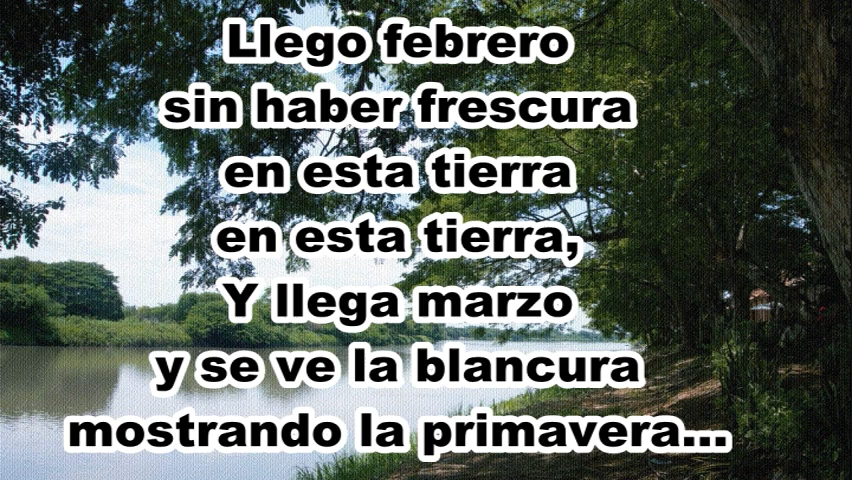 Llego febrero
sin haber frescura
en esta tierra
en esta tierra,
Y llega marzo
y se ve la blancura
mostrando la primavera...